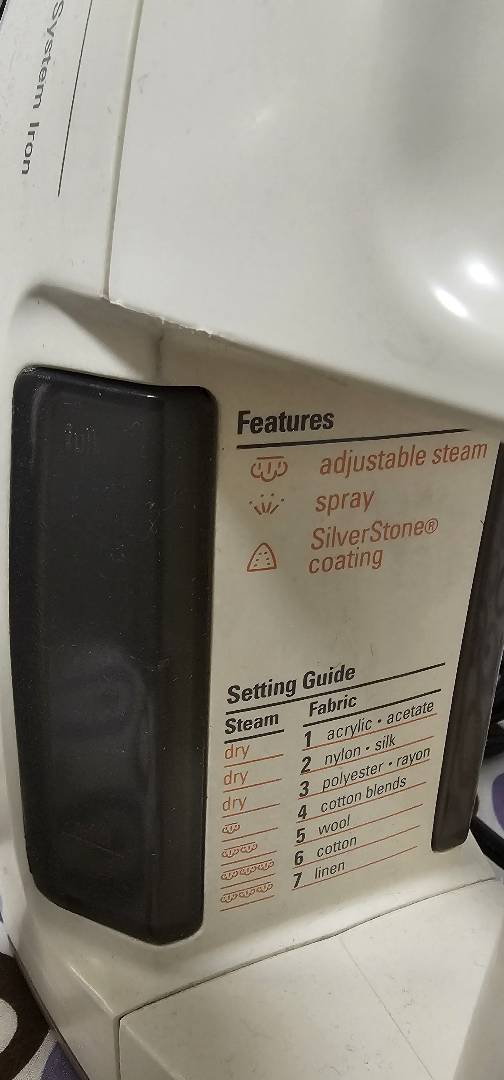 System Iron
full
Features
adjustable steam
spray
SilverStone®
coating
Setting Guide
Steam Fabric
dry 1 acrylic • acetate
dry 2 nylon • silk
dry 3 polyester • rayon
4 cotton blends
5 wool
6 cotton
7 linen